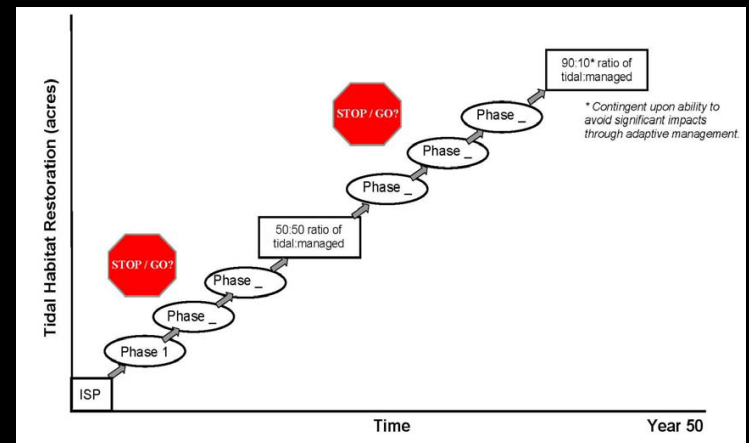 90:10* ratio of
tidal:managed
* Contingent upon ability to
avoid significant impacts
through adaptive management.
STOP / GO?
Phase _
Phase _
Phase _
50:50 ratio of
tidal:managed
STOP / GO?
Phase _
Phase _
Phase 1
ISP
Tidal Habitat Restoration (acres)
Time
Year 50